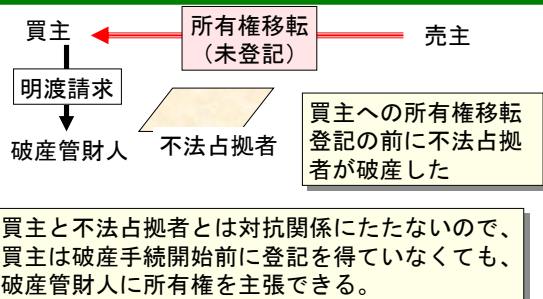 買主
所有権移転
（未登記）
売主
明渡請求
破産管財人
不法占拠者
買主への所有権移転
登記の前に不法占拠
者が破産した
買主と不法占拠者とは対抗関係にたたないので、
買主は破産手続開始前に登記を得ていなくても、
破産管財人に所有権を主張できる。